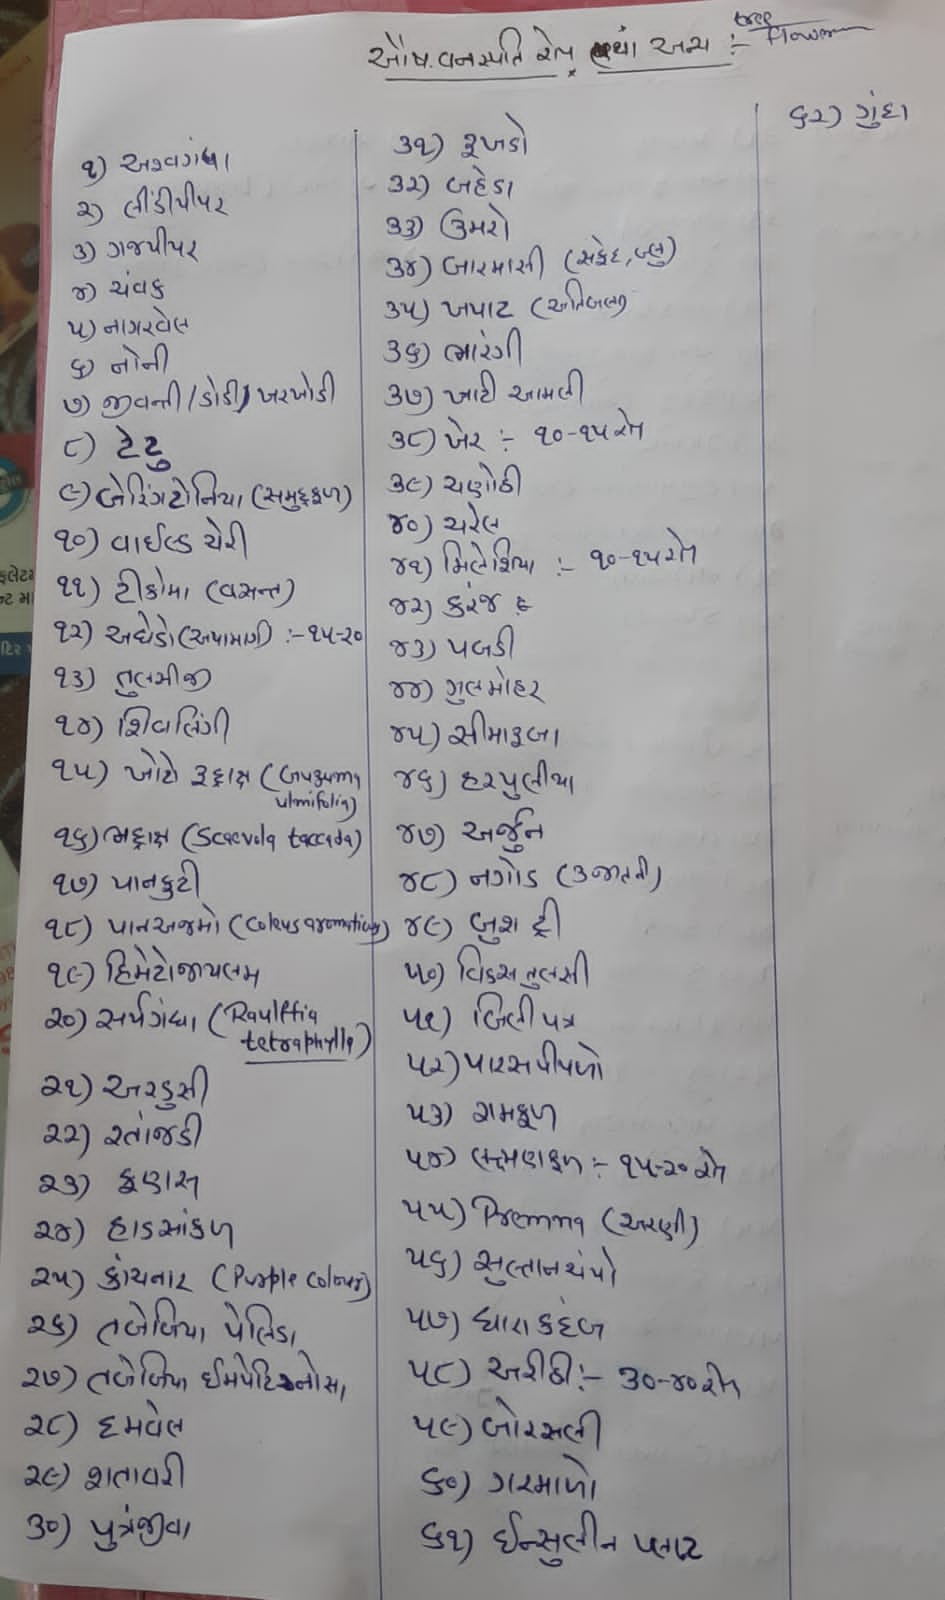 ઔષ. વનસ્પતિ રોપ તથા અન્ય :-
૧) અશ્વગંધા
૨) લીંડીપીપર
૩) ગજપીપર
૪) ચંવક
૫) નાગરવેલ
૬) નોની
૭) જીવન્તી/ડોડી/ખરખોડી
૮) ટેટુ
૯) બેરિંગટોનિયા (સમુદ્રફળ)
૧૦) વાઈલ્ડ ચેરી
૧૧) ટીકોમા (વસન્ત)
૧૨) અઘેડો (અપામાર્ગ) :- ૧૫-૨૦
૧૩) તુલસીજી
૧૪) શિવલિંગી
૧૫) ખોટો રૂદ્રાક્ષ (Guazuma
ulmifolia)
૧૬) ભદ્રાક્ષ (Scaevola taccada)
૧૭) પાનફુટી
૧૮) પાનઅજમો (Coleus aromaticus)
૧૯) હિમેટોજાયલમ
૨૦) સર્પગંધા (Raulffia
tetraphylla)
૨૧) અરડુસી
૨૨) રતાંજડી
૨૩) ફણસ
૨૪) હાડસાંકળ
૨૫) કાંચનાર (Purple colour)
૨૬) તબેબિયા પેલિડા
૨૭) તબેબિયા ઈમ્પેટિજીનોસા
૨૮) દમવેલ
૨૯) શતાવરી
૩૦) પુત્રંજીવા
૩૧) રૂખડો
૩૨) બહેડા
૩૩) ઉમરો
૩૪) બારમાસી (સફેદ, બ્લુ)
૩૫) ખપાટ (અતિબલા)
૩૬) ભારંગી
૩૭) ખાટી આમલી
૩૮) ખેર :- ૧૦-૧૫ રોપ
૩૯) ચણોઠી
૪૦) ચરેલ
૪૧) મિલેશિયા :- ૧૦-૧૫ રોપ
૪૨) કરંજ
૪૩) પબડી
૪૪) ગુલમોહર
૪૫) સીમારૂબા
૪૬) હરપુલીયા
૪૭) અર્જુન
૪૮) નગોડ (૩ જાતની)
૪૯) બુશ ટ્રી
૫૦) વિક્સ તુલસી
૫૧) બિલીપત્ર
૫૨) પારસપીપળો
૫૩) રામફળ
૫૪) લક્ષ્મણફળ :- ૧૫-૨૦ રોપ
૫૫) Premna (અરણી)
૫૬) સુલ્તાનચંપો
૫૭) ધારાકદંબ
૫૮) અરીઠી :- ૩૦-૪૦ રોપ
૫૯) બોરસલી
૬૦) ગરમાળો
૬૧) ઈન્સુલીન પ્લાંટ
૬૨) ગુંદા